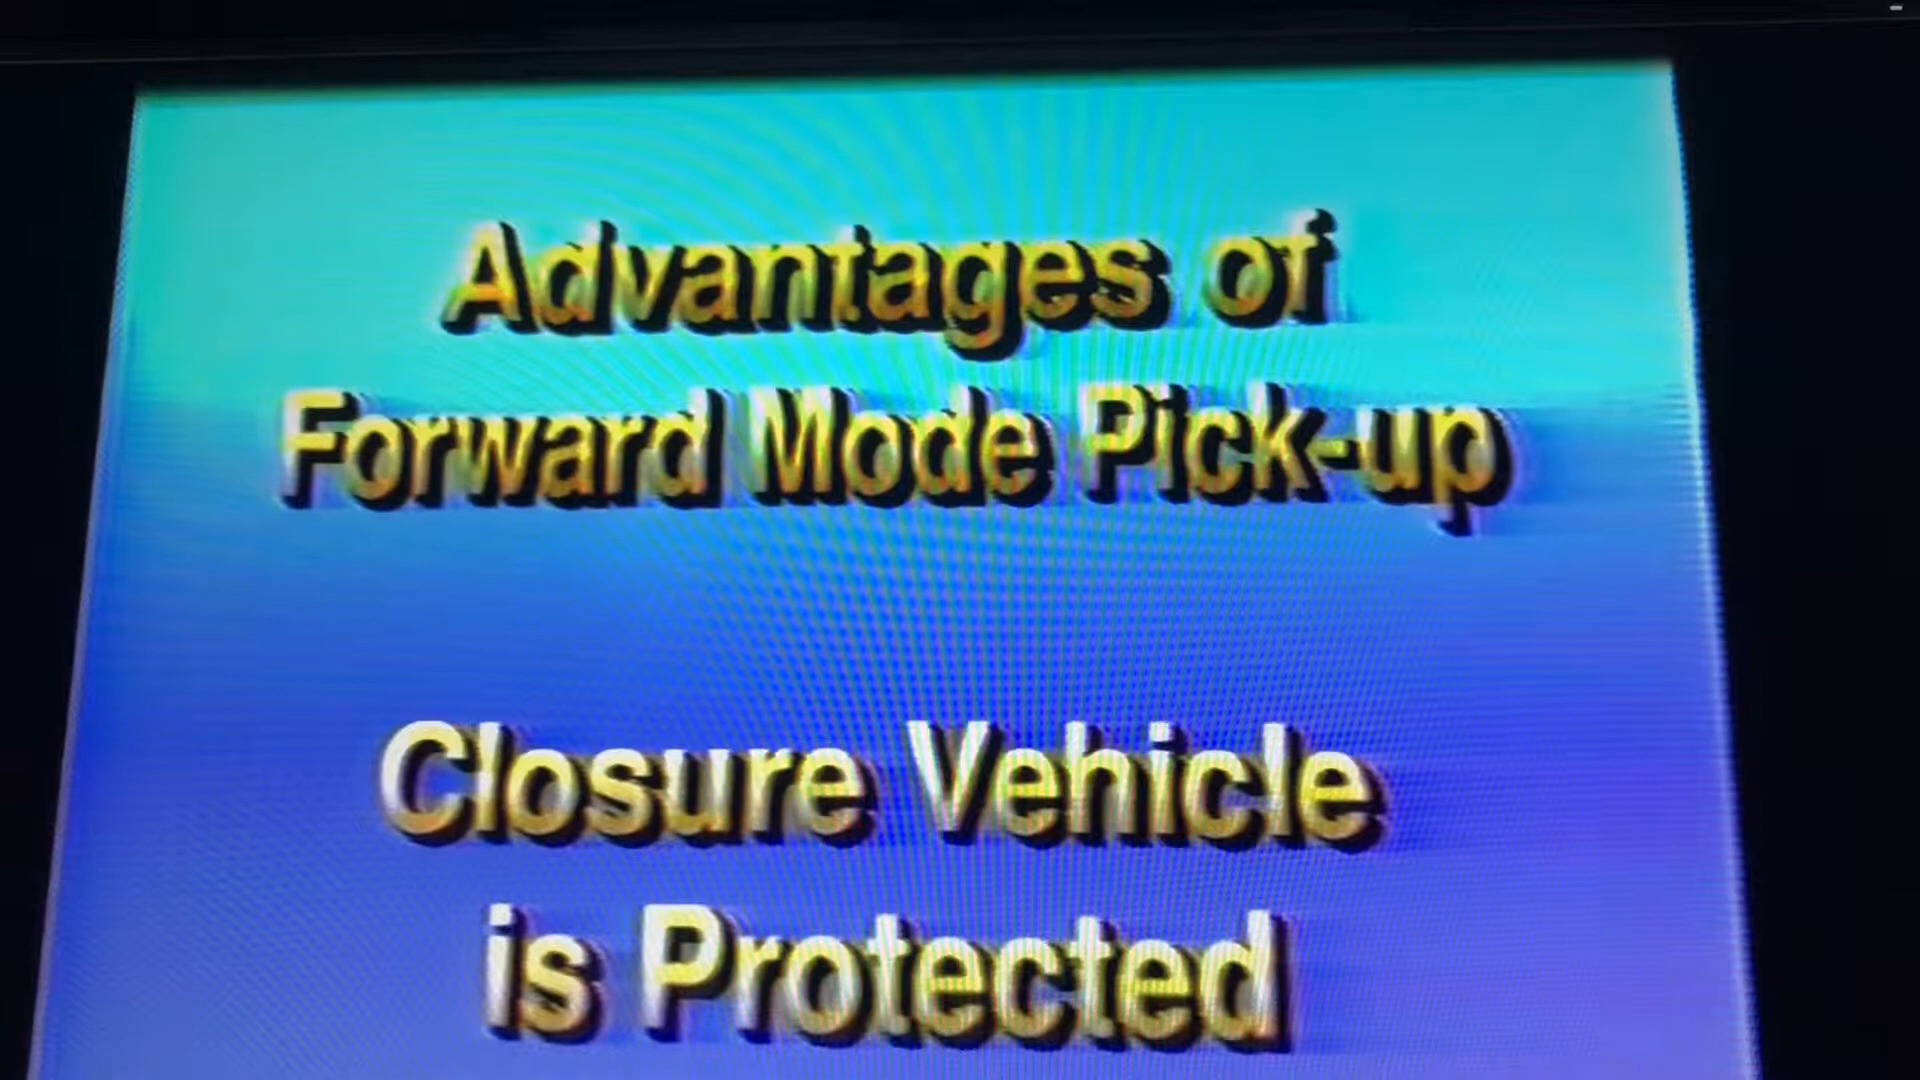 Advantages of
Forward Mode Pick-up
Closure Vehicle
is Protected